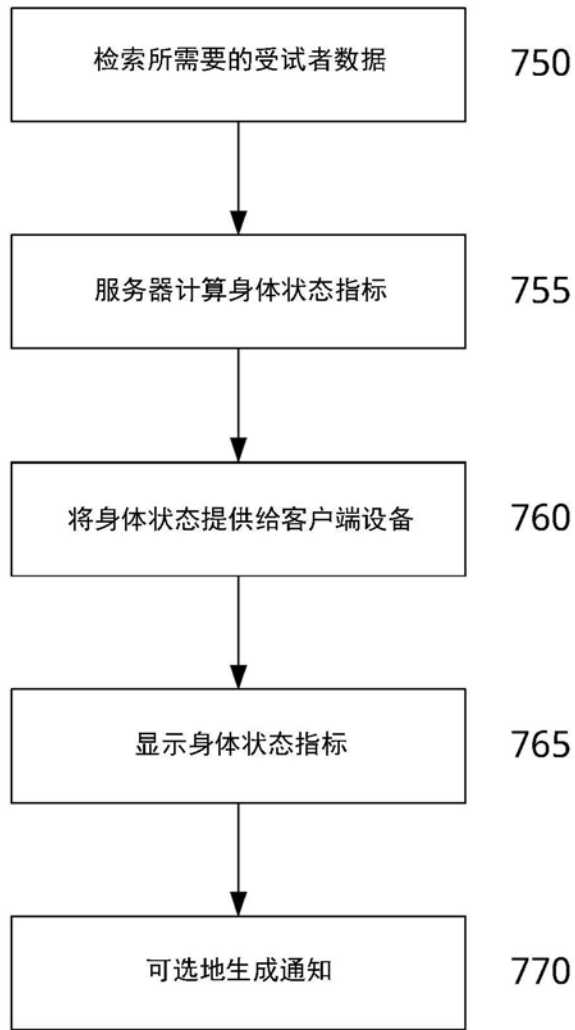 检索所需要的受试者数据 750
服务器计算身体状态指标 755
将身体状态提供给客户端设备 760
显示身体状态指标 765
可选地生成通知 770